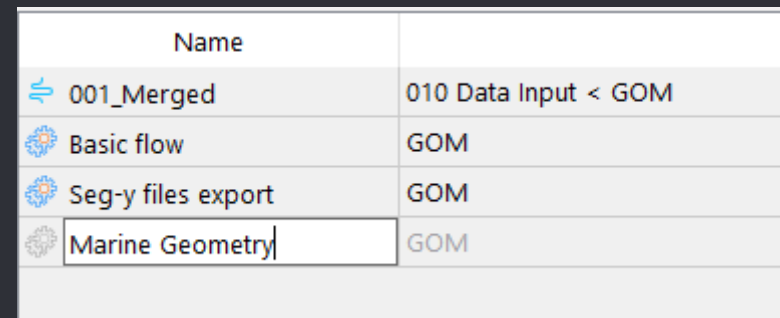 Name
001_Merged 010 Data Input < GOM
Basic flow GOM
Seg-y files export GOM
Marine Geometry GOM